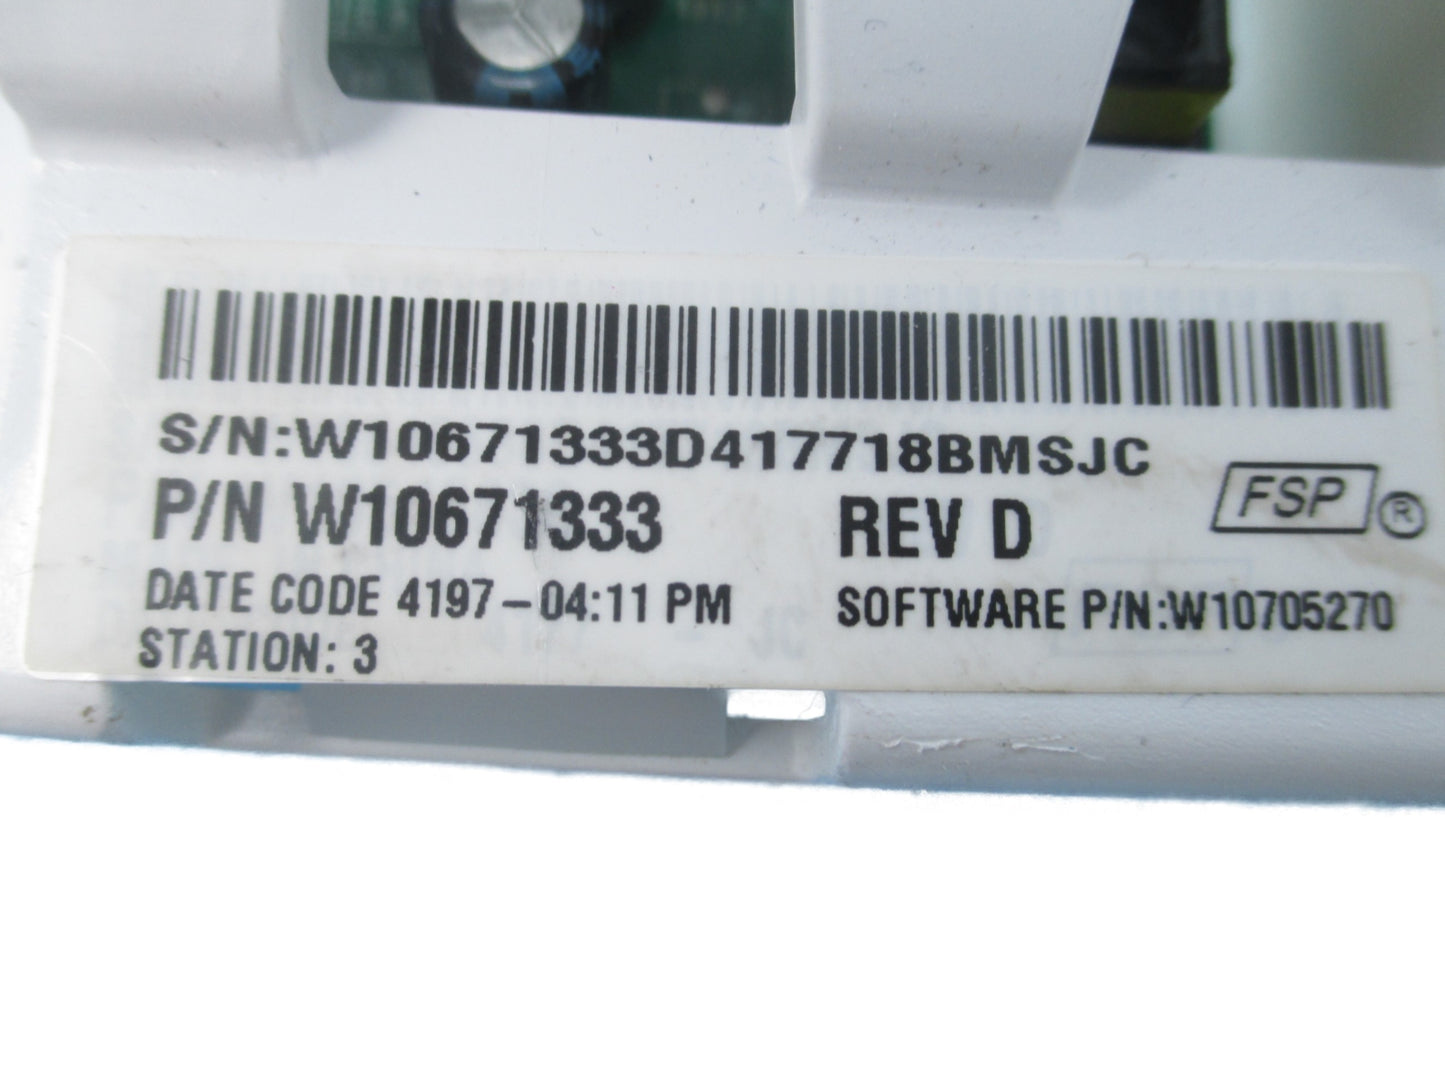 S/N:W10671333D417718BMSJC
P/N W10671333 REV D FSP ®
DATE CODE 4197-04:11 PM SOFTWARE P/N:W10705270
STATION: 3